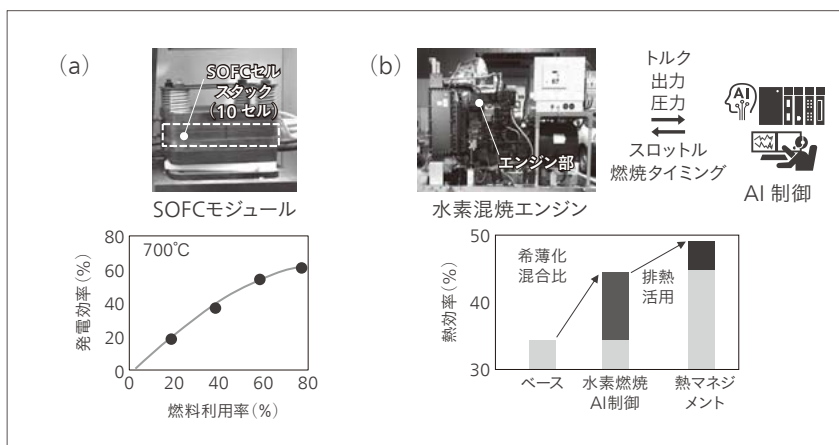 (a)
SOFCセル
スタック
(10 セル)
SOFCモジュール
(b)
エンジン部
水素混焼エンジン
トルク
出力
圧力
スロットル
燃焼タイミング
AI
AI 制御
80
60
40
20
0
発電効率(%)
700℃
0 20 40 60 80
燃料利用率(%)
50
40
30
熱効率(%)
希薄化
混合比
排熱
活用
ベース
水素燃焼
AI制御
熱マネジ
メント